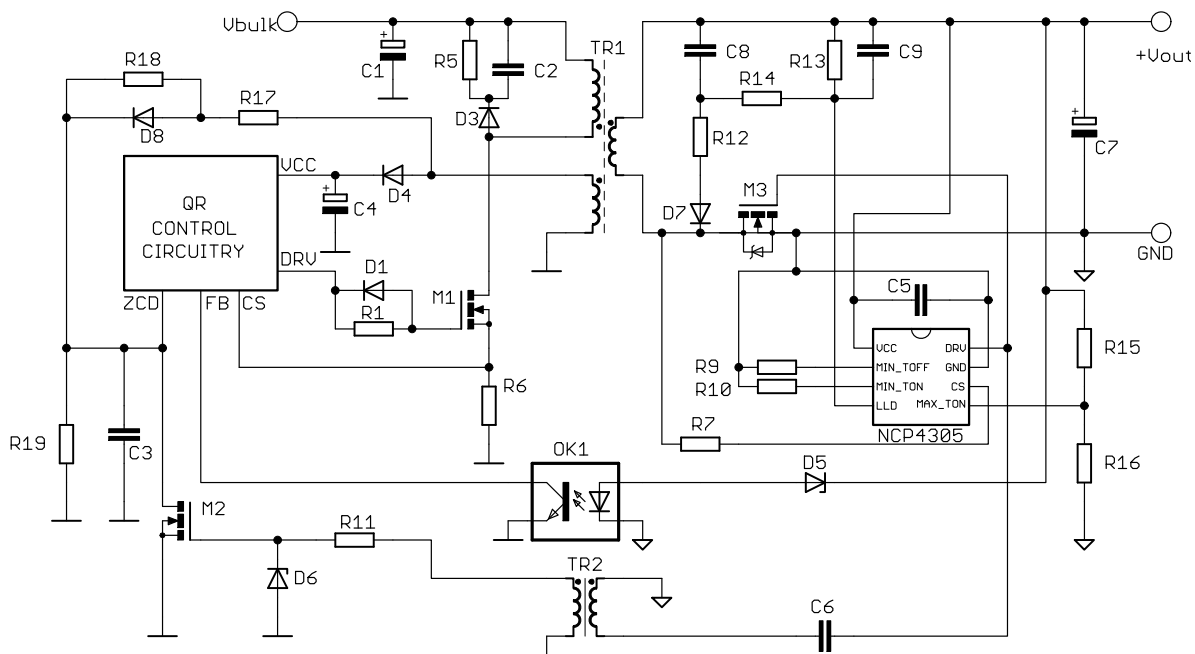 Vbulk
+Vout
TR1
R18
C1
R5
C2
C8
R13
C9
R14
R17
D8
D3
R12
C7
VCC
D4
C4
M3
D7
QR
CONTROL
CIRCUITRY
GND
DRV
D1
M1
R1
C5
ZCD
FB
CS
VCC
DRV
MIN_TOFF
GND
MIN_TON
CS
LLD
MAX_TON
NCP4305
R9
R10
R15
R6
R7
R19
C3
OK1
D5
R16
M2
R11
D6
TR2
C6
+
+
+